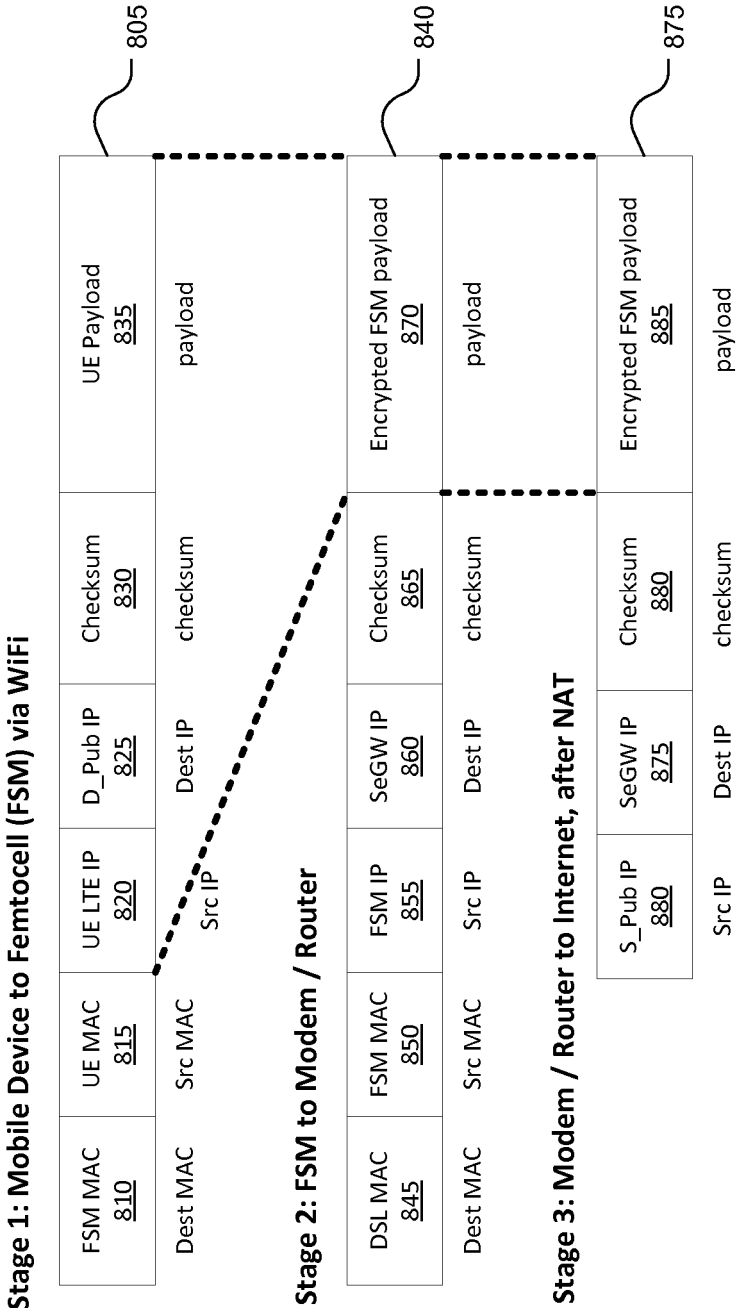 Stage 1: Mobile Device to Femtocell (FSM) via WiFi
805
FSM MAC
810
UE MAC
815
UE LTE IP
820
D_Pub IP
825
Checksum
830
UE Payload
835
Dest MAC
Src MAC
Src IP
Dest IP
checksum
payload
Stage 2: FSM to Modem / Router
840
DSL MAC
845
FSM MAC
850
FSM IP
855
SeGW IP
860
Checksum
865
Encrypted FSM payload
870
Dest MAC
Src MAC
Src IP
Dest IP
checksum
payload
Stage 3: Modem / Router to Internet, after NAT
875
S_Pub IP
880
SeGW IP
875
Checksum
880
Encrypted FSM payload
885
Src IP
Dest IP
checksum
payload